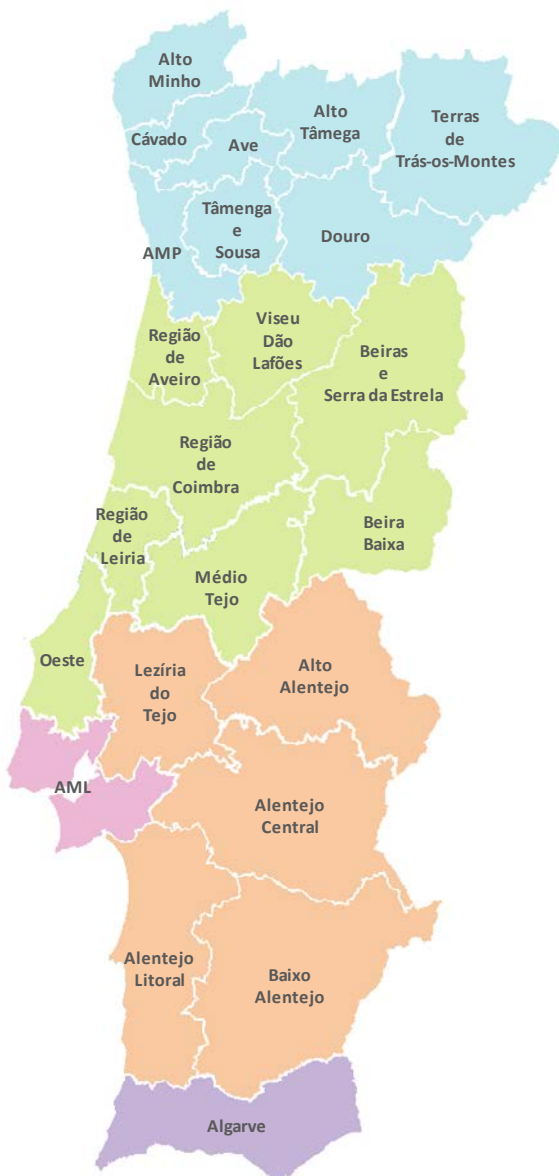 Alto
Minho
Cávado
Ave
Alto
Tâmega
Terras
de
Trás-os-Montes
AMP
Tâmenga
e
Sousa
Douro
Região
de
Aveiro
Viseu
Dão
Lafões
Beiras
e
Serra da Estrela
Região
de
Coimbra
Região
de
Leiria
Beira
Baixa
Médio
Tejo
Oeste
Lezíria
do
Tejo
Alto
Alentejo
AML
Alentejo
Central
Alentejo
Litoral
Baixo
Alentejo
Algarve